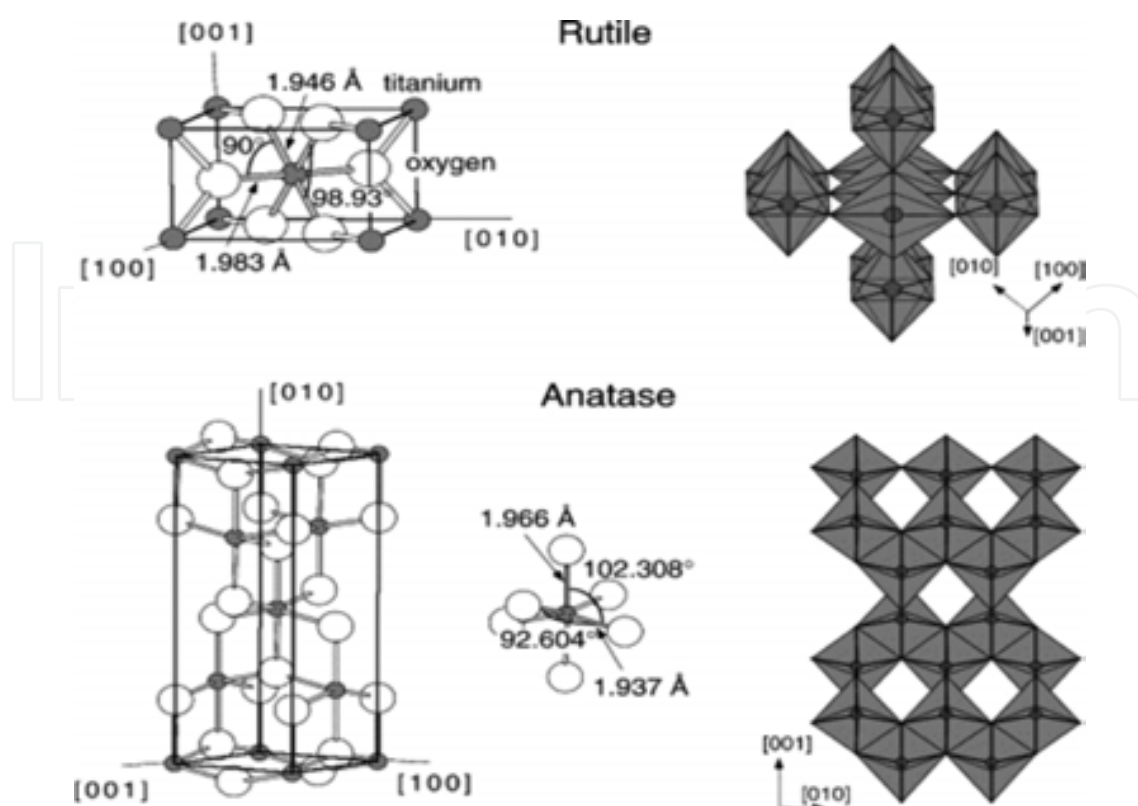 Rutile
[001]
1.946 Å titanium
90°
oxygen
98.93°
[010]
[100]
1.983 Å
[010] [100]
[001]
Anatase
[010]
1.966 Å
102.308°
92.604°
1.937 Å
[001]
[100]
[001]
[010]